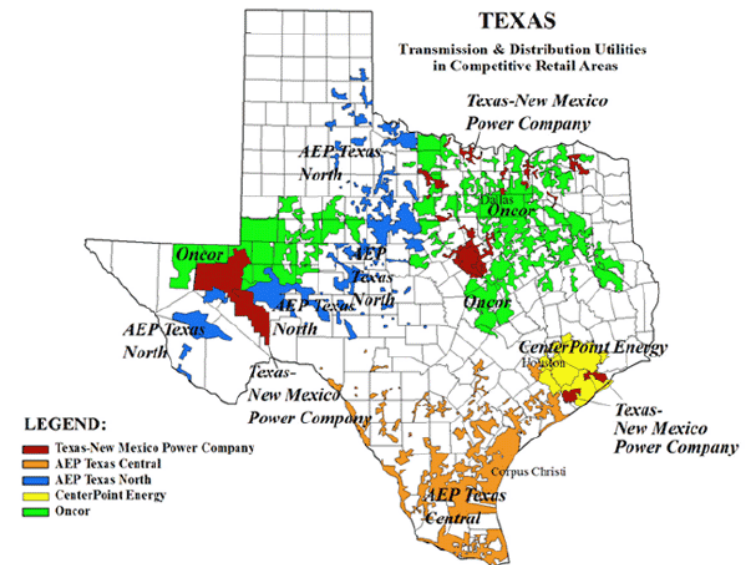 TEXAS
Transmission & Distribution Utilities
in Competitive Retail Areas
Texas-New Mexico
Power Company
AEP Texas
North
Dallas
Oncor
Oncor
AEP
Texas
North
AEP Texas
North
Oncor
AEP Texas
North
CenterPoint Energy
Houston
Texas-
New Mexico
Power Company
Texas-
New Mexico
Power Company
Corpus Christi
AEP Texas
Central
LEGEND:
Texas-New Mexico Power Company
AEP Texas Central
AEP Texas North
CenterPoint Energy
Oncor